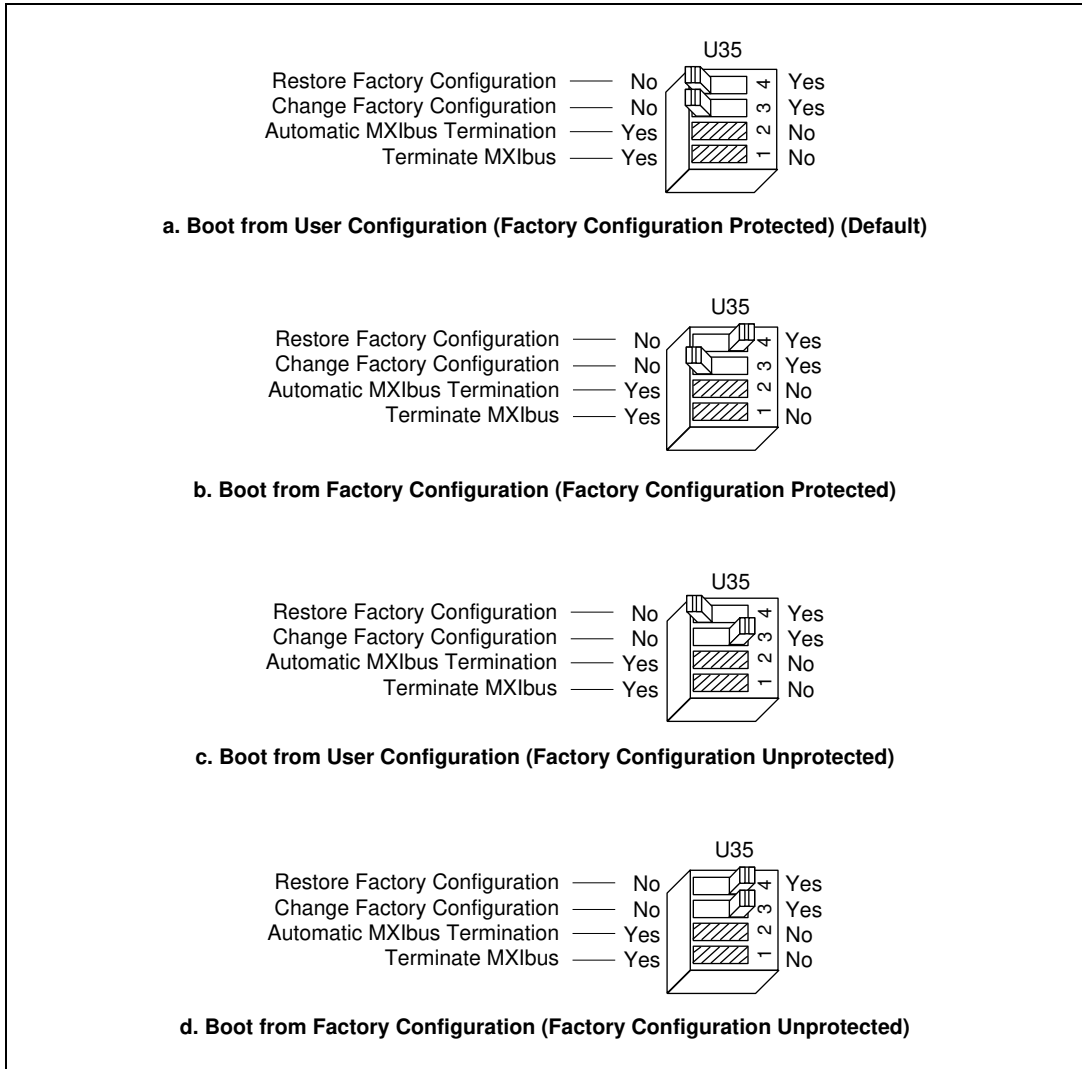 U35
Restore Factory Configuration No 4 Yes
Change Factory Configuration No 3 Yes
Automatic MXIbus Termination Yes 2 No
Terminate MXIbus Yes 1 No
a. Boot from User Configuration (Factory Configuration Protected) (Default)
U35
Restore Factory Configuration No 4 Yes
Change Factory Configuration No 3 Yes
Automatic MXIbus Termination Yes 2 No
Terminate MXIbus Yes 1 No
b. Boot from Factory Configuration (Factory Configuration Protected)
U35
Restore Factory Configuration No 4 Yes
Change Factory Configuration No 3 Yes
Automatic MXIbus Termination Yes 2 No
Terminate MXIbus Yes 1 No
c. Boot from User Configuration (Factory Configuration Unprotected)
U35
Restore Factory Configuration No 4 Yes
Change Factory Configuration No 3 Yes
Automatic MXIbus Termination Yes 2 No
Terminate MXIbus Yes 1 No
d. Boot from Factory Configuration (Factory Configuration Unprotected)